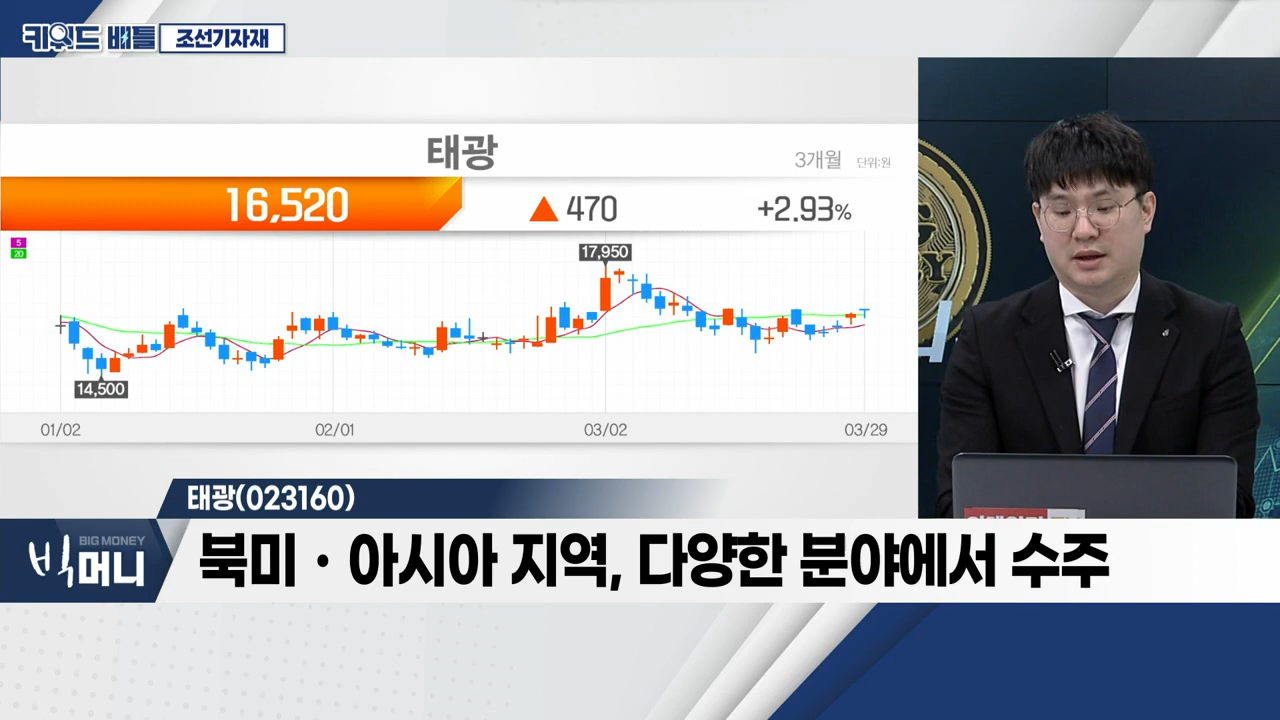 키워드 배틀 조선기자재
태광
3개월 단위:원
16,520 ▲ 470 +2.93%
5
20
17,950
14,500
01/02 02/01 03/02 03/29
태광(023160)
BIG MONEY
빅머니
북미·아시아 지역, 다양한 분야에서 수주